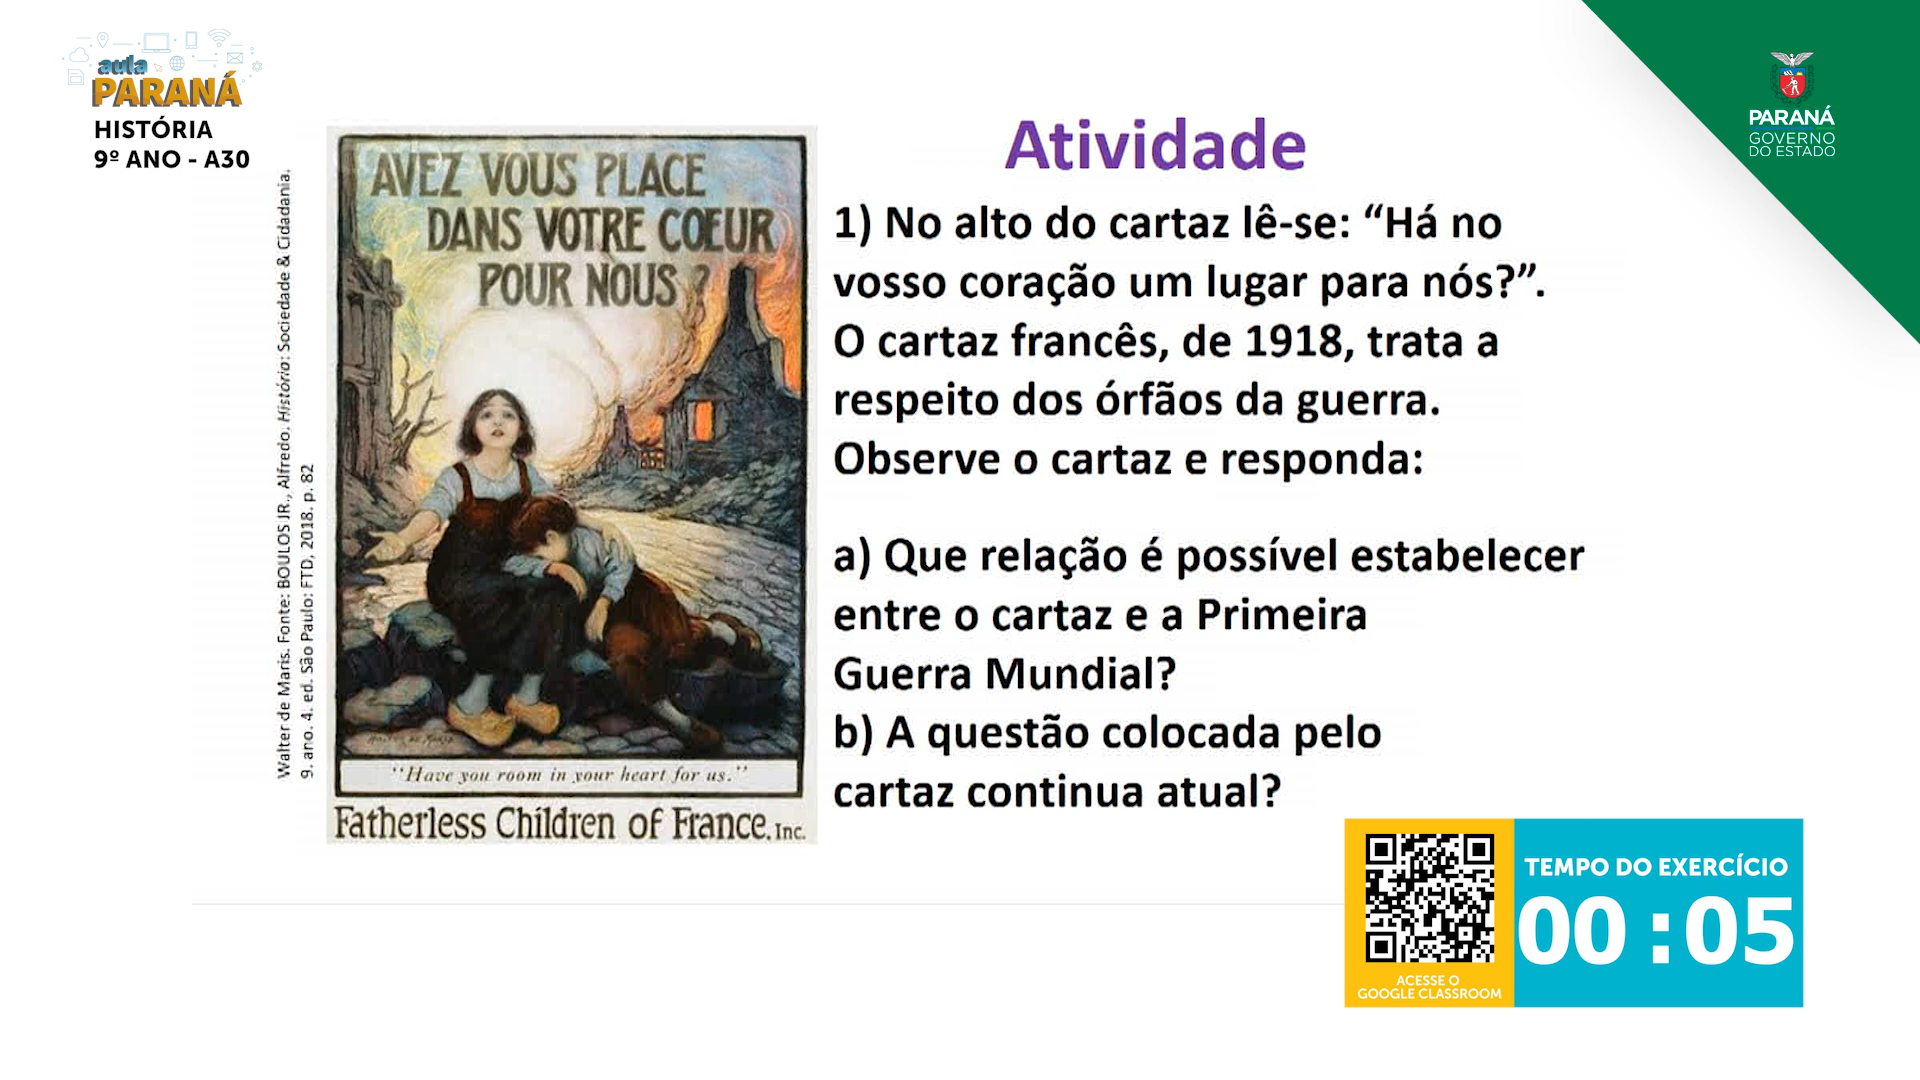 aula
PARANÁ
HISTÓRIA
9º ANO - A30
PARANÁ
GOVERNO
DO ESTADO
Walter de Maris. Fonte: BOULOS JR., Alfredo. História: Sociedade & Cidadania.
9. ano. 4. ed. São Paulo: FTD, 2018. p. 82
AVEZ VOUS PLACE
DANS VOTRE COEUR
POUR NOUS ?
WALTER DE MARIS
"Have you room in your heart for us."
Fatherless Children of France, Inc.
Atividade
1) No alto do cartaz lê-se: “Há no
vosso coração um lugar para nós?”.
O cartaz francês, de 1918, trata a
respeito dos órfãos da guerra.
Observe o cartaz e responda:
a) Que relação é possível estabelecer
entre o cartaz e a Primeira
Guerra Mundial?
b) A questão colocada pelo
cartaz continua atual?
ACESSE O
GOOGLE CLASSROOM
TEMPO DO EXERCÍCIO
00 : 05